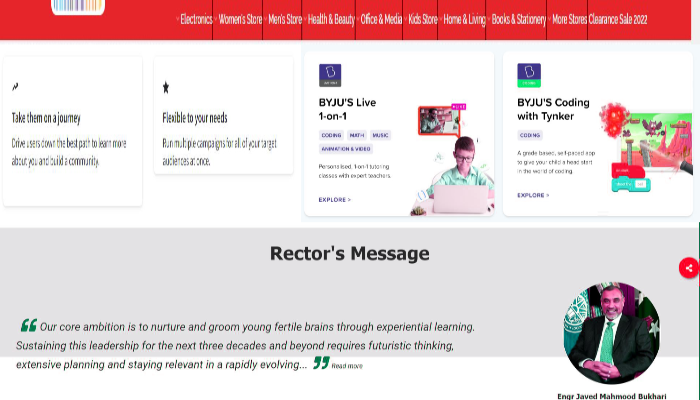 Electronics Women's Store Men's Store Health & Beauty Office & Media Kids Store Home & Living Books & Stationery More Stores Clearance Sale 2022
Take them on a journey
Drive users down the best path to learn more
about you and build a community.
Flexible to your needs
Run multiple campaigns for all of your target
audiences at once.
BYJU'S Live
1-on-1
CODING MATH MUSIC
ANIMATION & VIDEO
Personalised, 1-on-1 tutoring
classes with expert teachers.
EXPLORE >
BYJU'S Coding
with Tynker
CODING
A grade based, self-paced app
to give your child a head start
in the world of coding.
EXPLORE >
Rector's Message
“ Our core ambition is to nurture and groom young fertile brains through experiential learning.
Sustaining this leadership for the next three decades and beyond requires futuristic thinking,
extensive planning and staying relevant in a rapidly evolving... ” Read more
Engr Javed Mahmood Bukhari